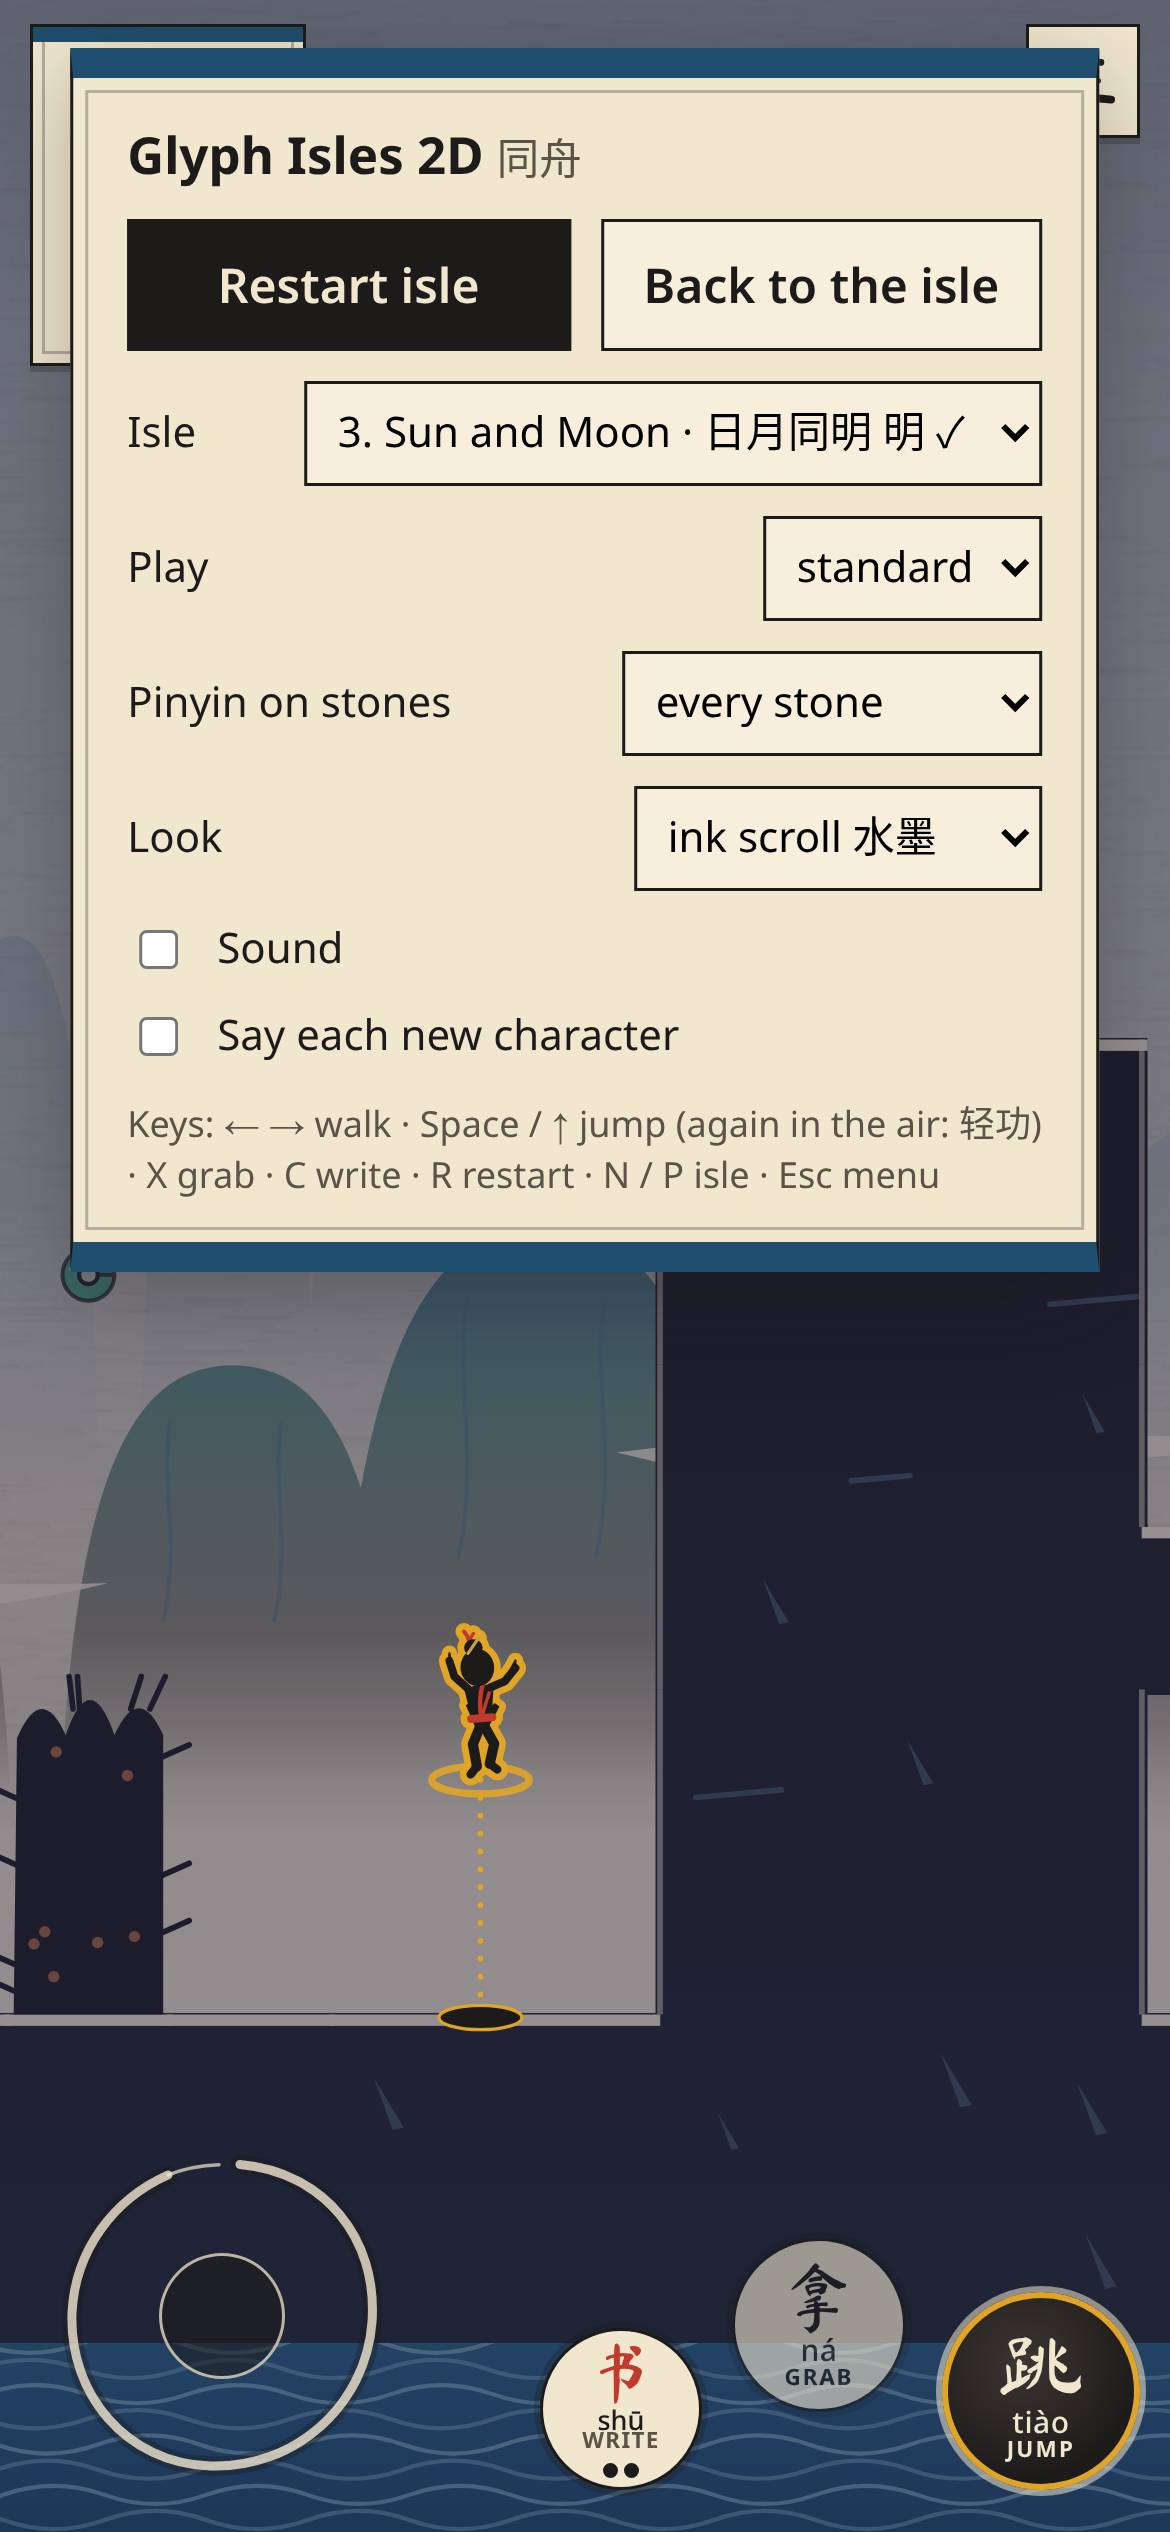 Glyph Isles 2D 同舟
Restart isle
Back to the isle
Isle
3. Sun and Moon · 日月同明 明 ✓
Play
standard
Pinyin on stones
every stone
Look
ink scroll 水墨
Sound
Say each new character
Keys: ← → walk · Space / ↑ jump (again in the air: 轻功)
· X grab · C write · R restart · N / P isle · Esc menu
拿
ná
GRAB
书
shū
WRITE
跳
tiào
JUMP